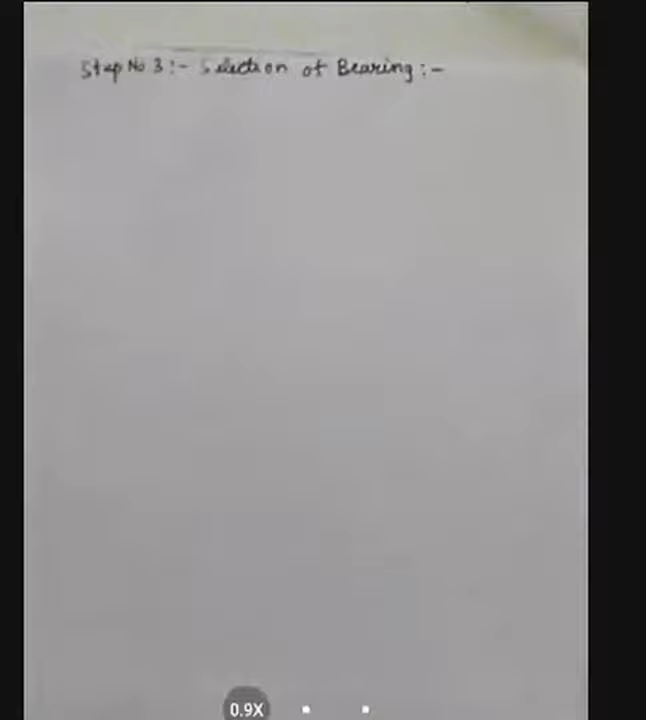 Step No 3:- Selection of Bearing:-
0.9X